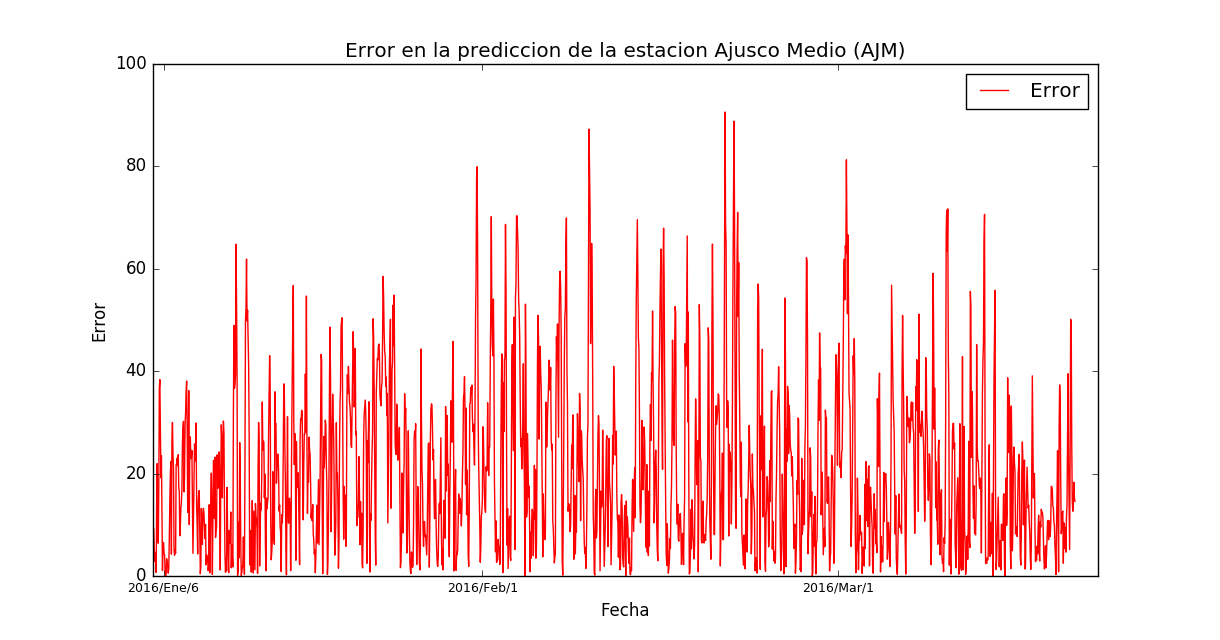 Error en la prediccion de la estacion Ajusco Medio (AJM)
100
Error
80
60
Error
40
20
0
2016/Ene/6 2016/Feb/1 2016/Mar/1
Fecha